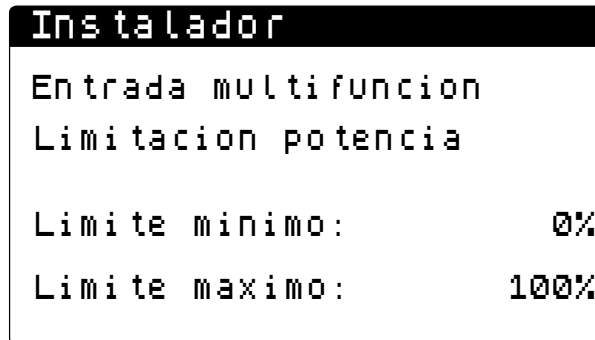 Instalador
Entrada multifuncion
Limitacion potencia
Limite minimo: 0%
Limite maximo: 100%